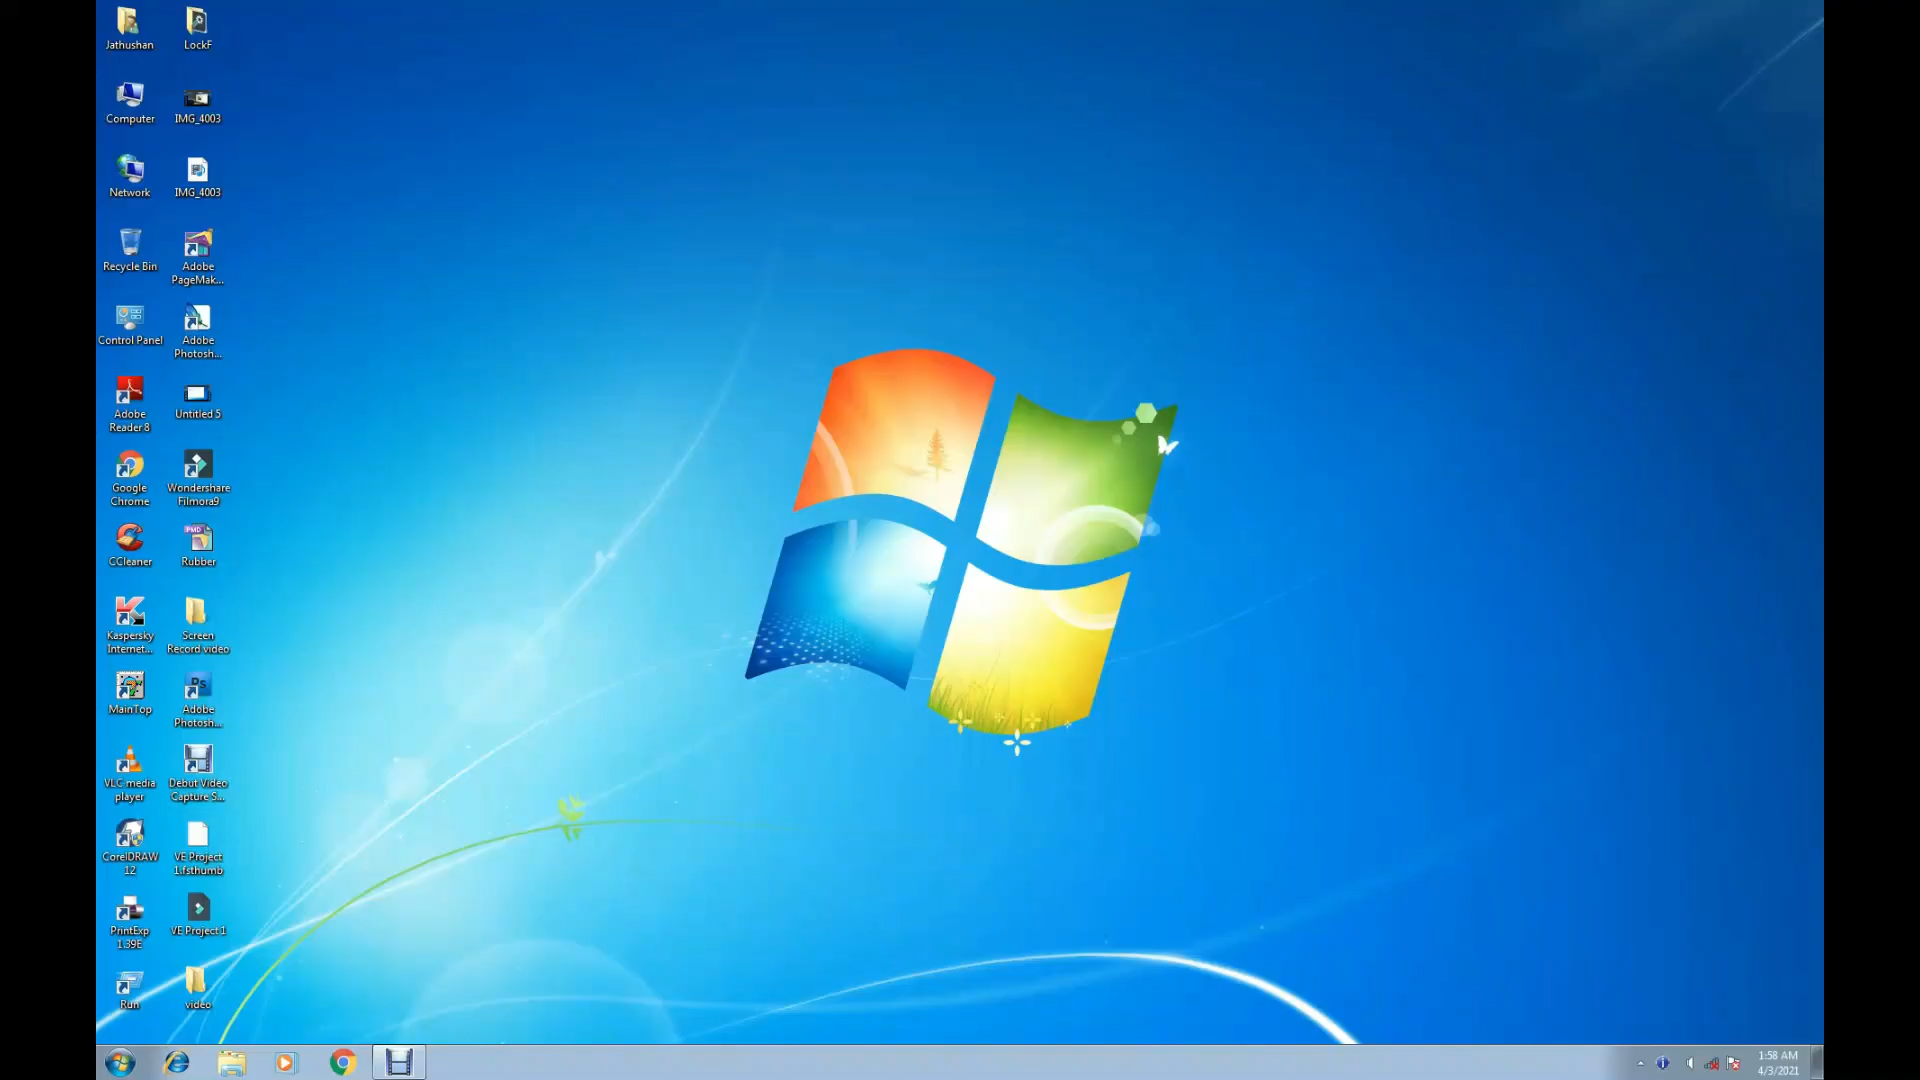 Jathushan
LockF
Computer
IMG_4003
Network
IMG_4003
Recycle Bin
Adobe
PageMak...
Control Panel
Adobe
Photosh...
Adobe
Reader 8
Untitled 5
Google
Chrome
Wondershare
Filmora9
CCleaner
PMD
Rubber
Kaspersky
Internet...
Screen
Record video
MainTop
Ps
Adobe
Photosh...
VLC media
player
Debut Video
Capture S...
CorelDRAW
12
VE Project
1.fsthumb
PrintExp
1.39E
VE Project 1
Run
video
1:58 AM
4/3/2021